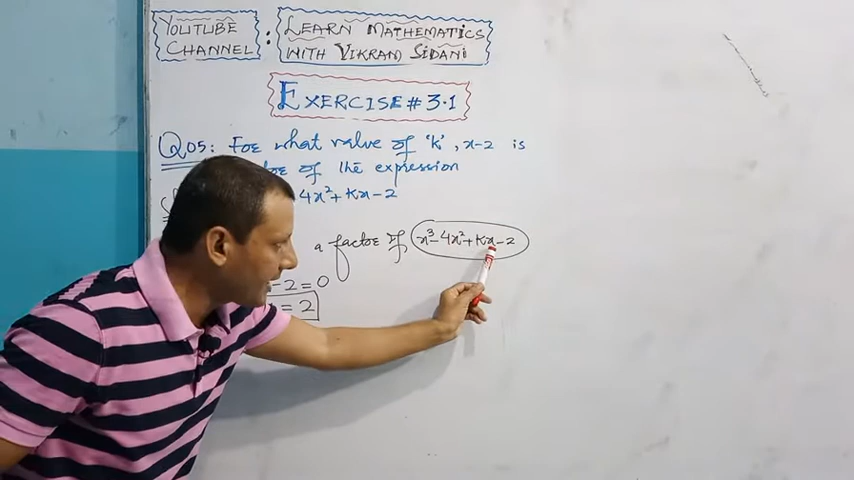 YOUTUBE CHANNEL : LEARN MATHEMATICS WITH VIKRAM SIDANI
EXERCISE # 3.1
Q05: For what value of 'k', x-2 is
of the expression
4x²+Kx-2
a factor of, x³-4x²+Kx-2
-2=0
= 2